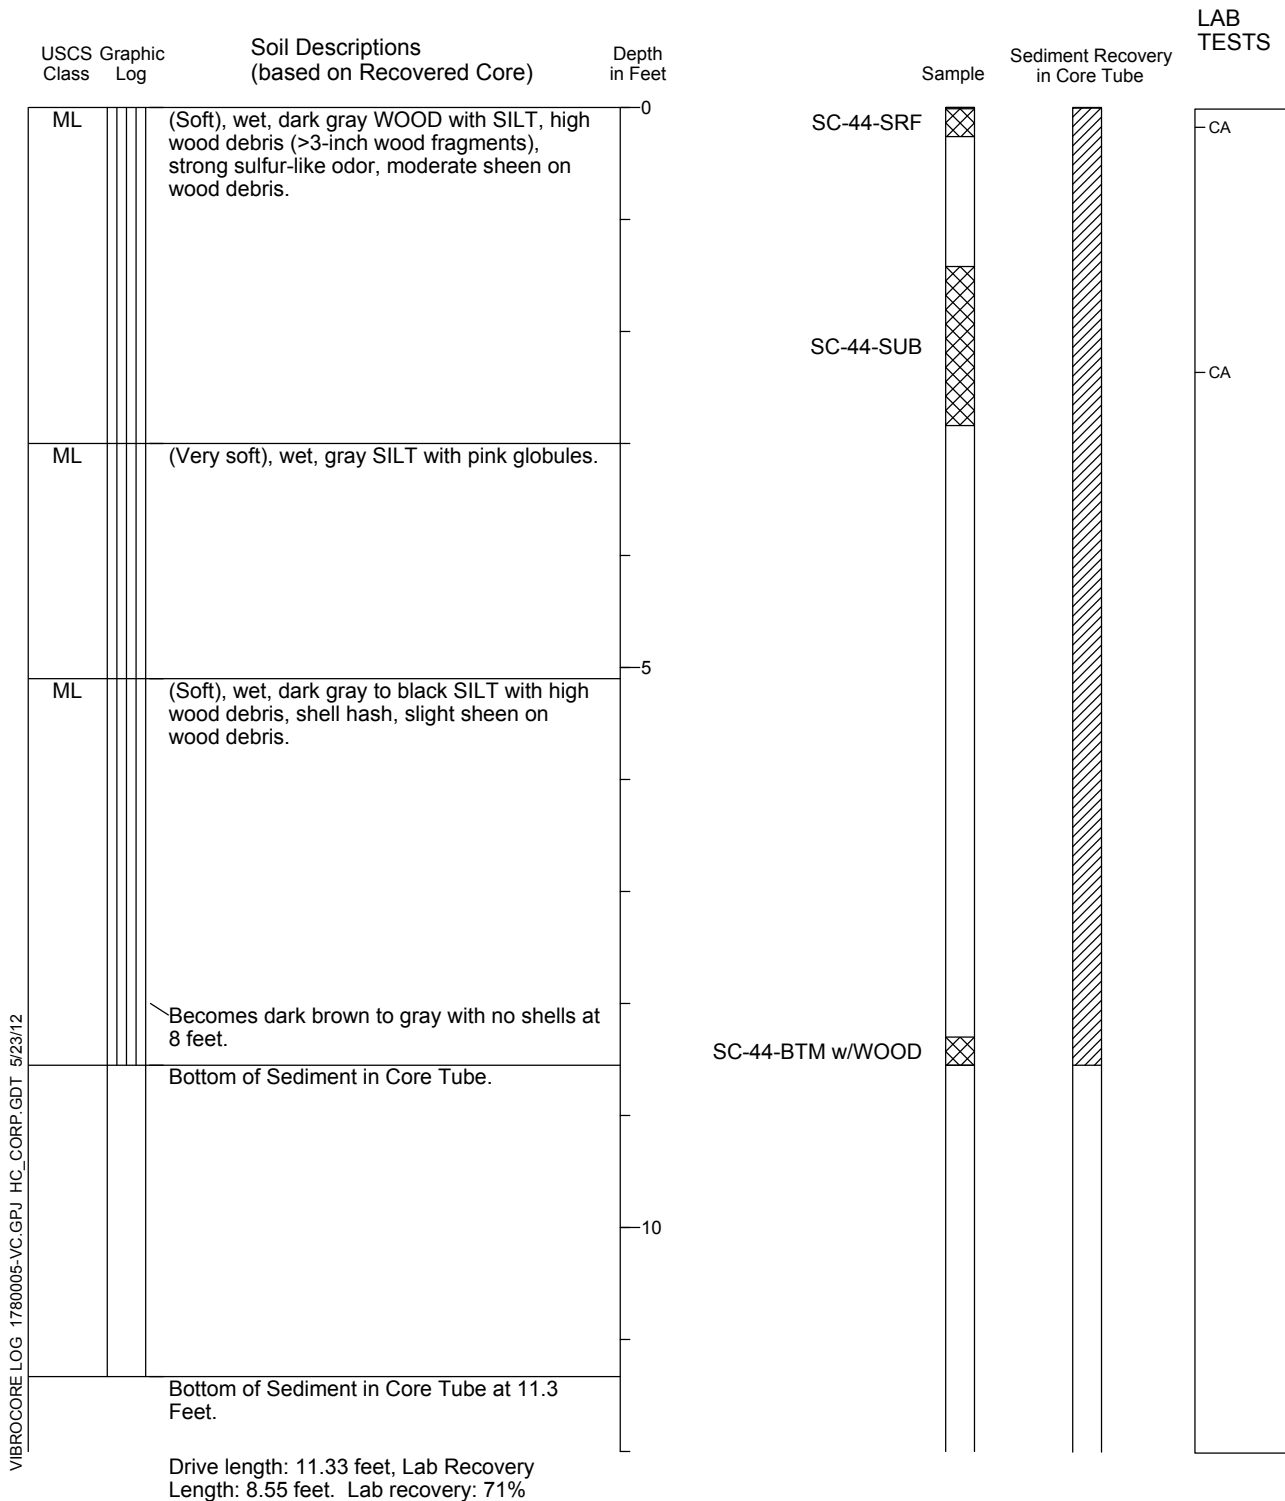 LAB
TESTS
USCS Graphic
Class Log
Soil Descriptions
(based on Recovered Core)
Depth
in Feet
Sample
Sediment Recovery
in Core Tube
0
ML
(Soft), wet, dark gray WOOD with SILT, high
wood debris (>3-inch wood fragments),
strong sulfur-like odor, moderate sheen on
wood debris.
SC-44-SRF
CA
SC-44-SUB
CA
ML
(Very soft), wet, gray SILT with pink globules.
5
ML
(Soft), wet, dark gray to black SILT with high
wood debris, shell hash, slight sheen on
wood debris.
Becomes dark brown to gray with no shells at
8 feet.
SC-44-BTM w/WOOD
Bottom of Sediment in Core Tube.
10
Bottom of Sediment in Core Tube at 11.3
Feet.
Drive length: 11.33 feet, Lab Recovery
Length: 8.55 feet. Lab recovery: 71%
VIBROCORE LOG 1780005-VC.GPJ HC_CORP.GDT 5/23/12